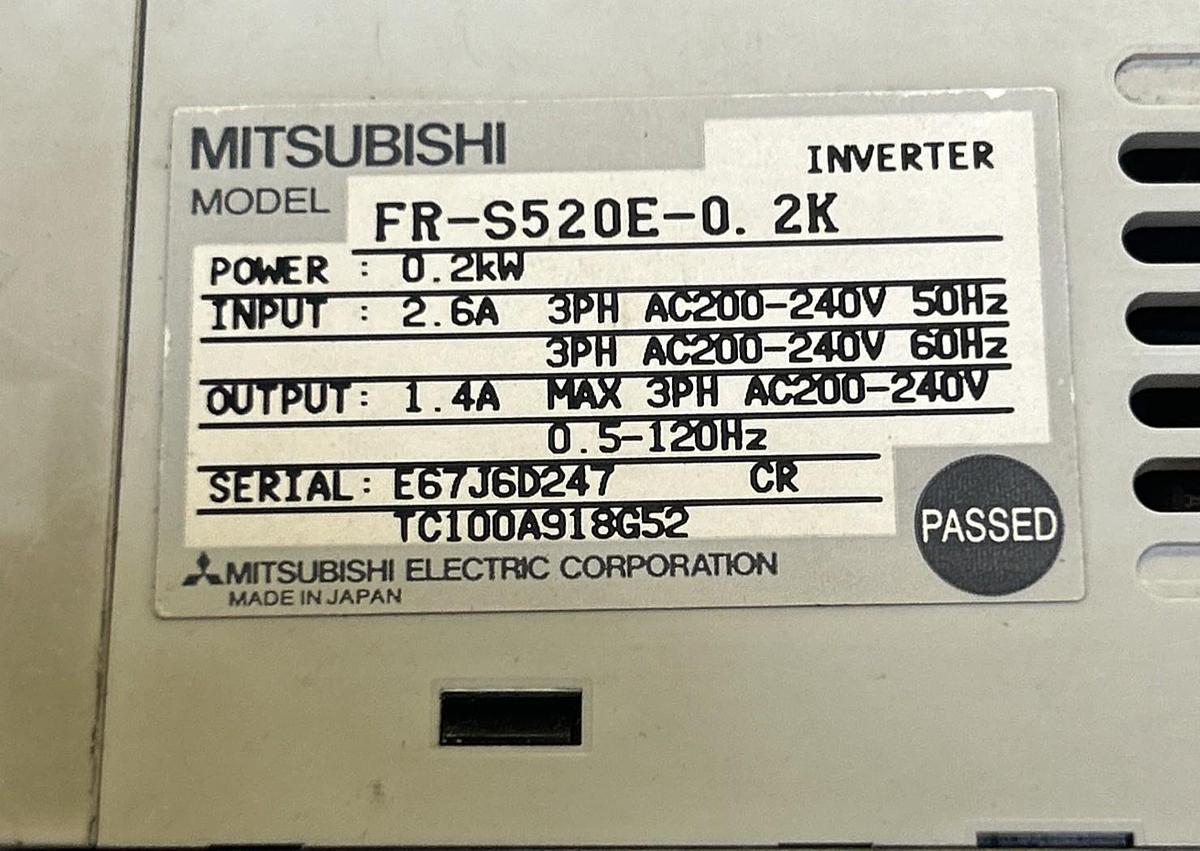 MITSUBISHI
INVERTER
MODEL FR-S520E-0.2K
POWER : 0.2kW
INPUT : 2.6A 3PH AC200-240V 50Hz
3PH AC200-240V 60Hz
OUTPUT: 1.4A MAX 3PH AC200-240V
0.5-120Hz
SERIAL: E67J6D247 CR
TC100A918G52
PASSED
MITSUBISHI ELECTRIC CORPORATION
MADE IN JAPAN